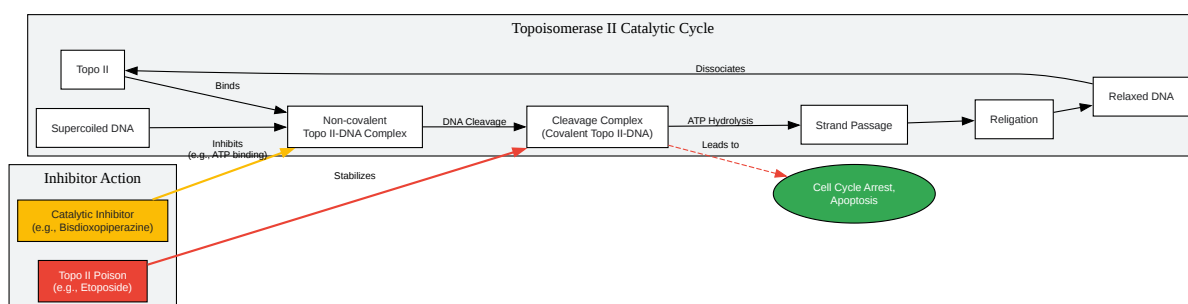 Topoisomerase II Catalytic Cycle
Topo II
Dissociates
Binds
Relaxed DNA
Supercoiled DNA
Non-covalent
Topo II-DNA Complex
DNA Cleavage
Cleavage Complex
(Covalent Topo II-DNA)
ATP Hydrolysis
Strand Passage
Religation
Inhibits
(e.g., ATP binding)
Leads to
Stabilizes
Inhibitor Action
Cell Cycle Arrest,
Apoptosis
Catalytic Inhibitor
(e.g., Bisdioxopiperazine)
Topo II Poison
(e.g., Etoposide)